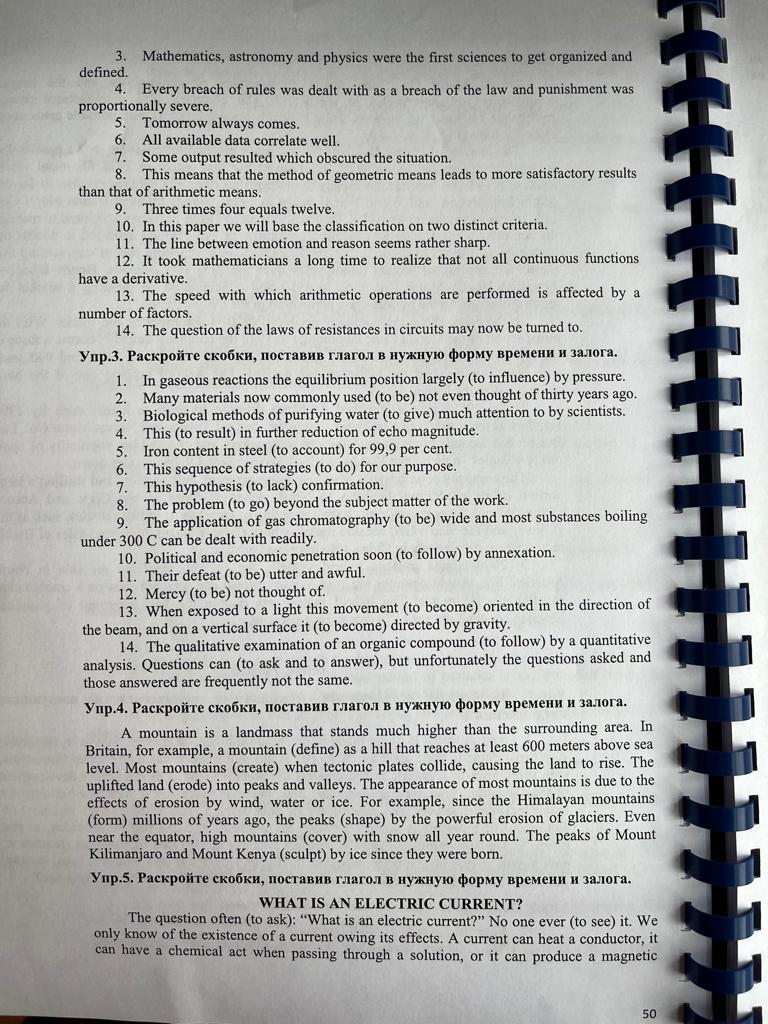 3. Mathematics, astronomy and physics were the first sciences to get organized and
defined.
4. Every breach of rules was dealt with as a breach of the law and punishment was
proportionally severe.
5. Tomorrow always comes.
6. All available data correlate well.
7. Some output resulted which obscured the situation.
8. This means that the method of geometric means leads to more satisfactory results
than that of arithmetic means.
9. Three times four equals twelve.
10. In this paper we will base the classification on two distinct criteria.
11. The line between emotion and reason seems rather sharp.
12. It took mathematicians a long time to realize that not all continuous functions
have a derivative.
13. The speed with which arithmetic operations are performed is affected by a
number of factors.
14. The question of the laws of resistances in circuits may now be turned to.
Упр.3. Раскройте скобки, поставив глагол в нужную форму времени и залога.
1. In gaseous reactions the equilibrium position largely (to influence) by pressure.
2. Many materials now commonly used (to be) not even thought of thirty years ago.
3. Biological methods of purifying water (to give) much attention to by scientists.
4. This (to result) in further reduction of echo magnitude.
5. Iron content in steel (to account) for 99,9 per cent.
6. This sequence of strategies (to do) for our purpose.
7. This hypothesis (to lack) confirmation.
8. The problem (to go) beyond the subject matter of the work.
9. The application of gas chromatography (to be) wide and most substances boiling
under 300 C can be dealt with readily.
10. Political and economic penetration soon (to follow) by annexation.
11. Their defeat (to be) utter and awful.
12. Mercy (to be) not thought of.
13. When exposed to a light this movement (to become) oriented in the direction of
the beam, and on a vertical surface it (to become) directed by gravity.
14. The qualitative examination of an organic compound (to follow) by a quantitative
analysis. Questions can (to ask and to answer), but unfortunately the questions asked and
those answered are frequently not the same.
Упр.4. Раскройте скобки, поставив глагол в нужную форму времени и залога.
A mountain is a landmass that stands much higher than the surrounding area. In
Britain, for example, a mountain (define) as a hill that reaches at least 600 meters above sea
level. Most mountains (create) when tectonic plates collide, causing the land to rise. The
uplifted land (erode) into peaks and valleys. The appearance of most mountains is due to the
effects of erosion by wind, water or ice. For example, since the Himalayan mountains
(form) millions of years ago, the peaks (shape) by the powerful erosion of glaciers. Even
near the equator, high mountains (cover) with snow all year round. The peaks of Mount
Kilimanjaro and Mount Kenya (sculpt) by ice since they were born.
Упр.5. Раскройте скобки, поставив глагол в нужную форму времени и залога.
WHAT IS AN ELECTRIC CURRENT?
The question often (to ask): “What is an electric current?” No one ever (to see) it. We
only know of the existence of a current owing its effects. A current can heat a conductor, it
can have a chemical act when passing through a solution, or it can produce a magnetic
50